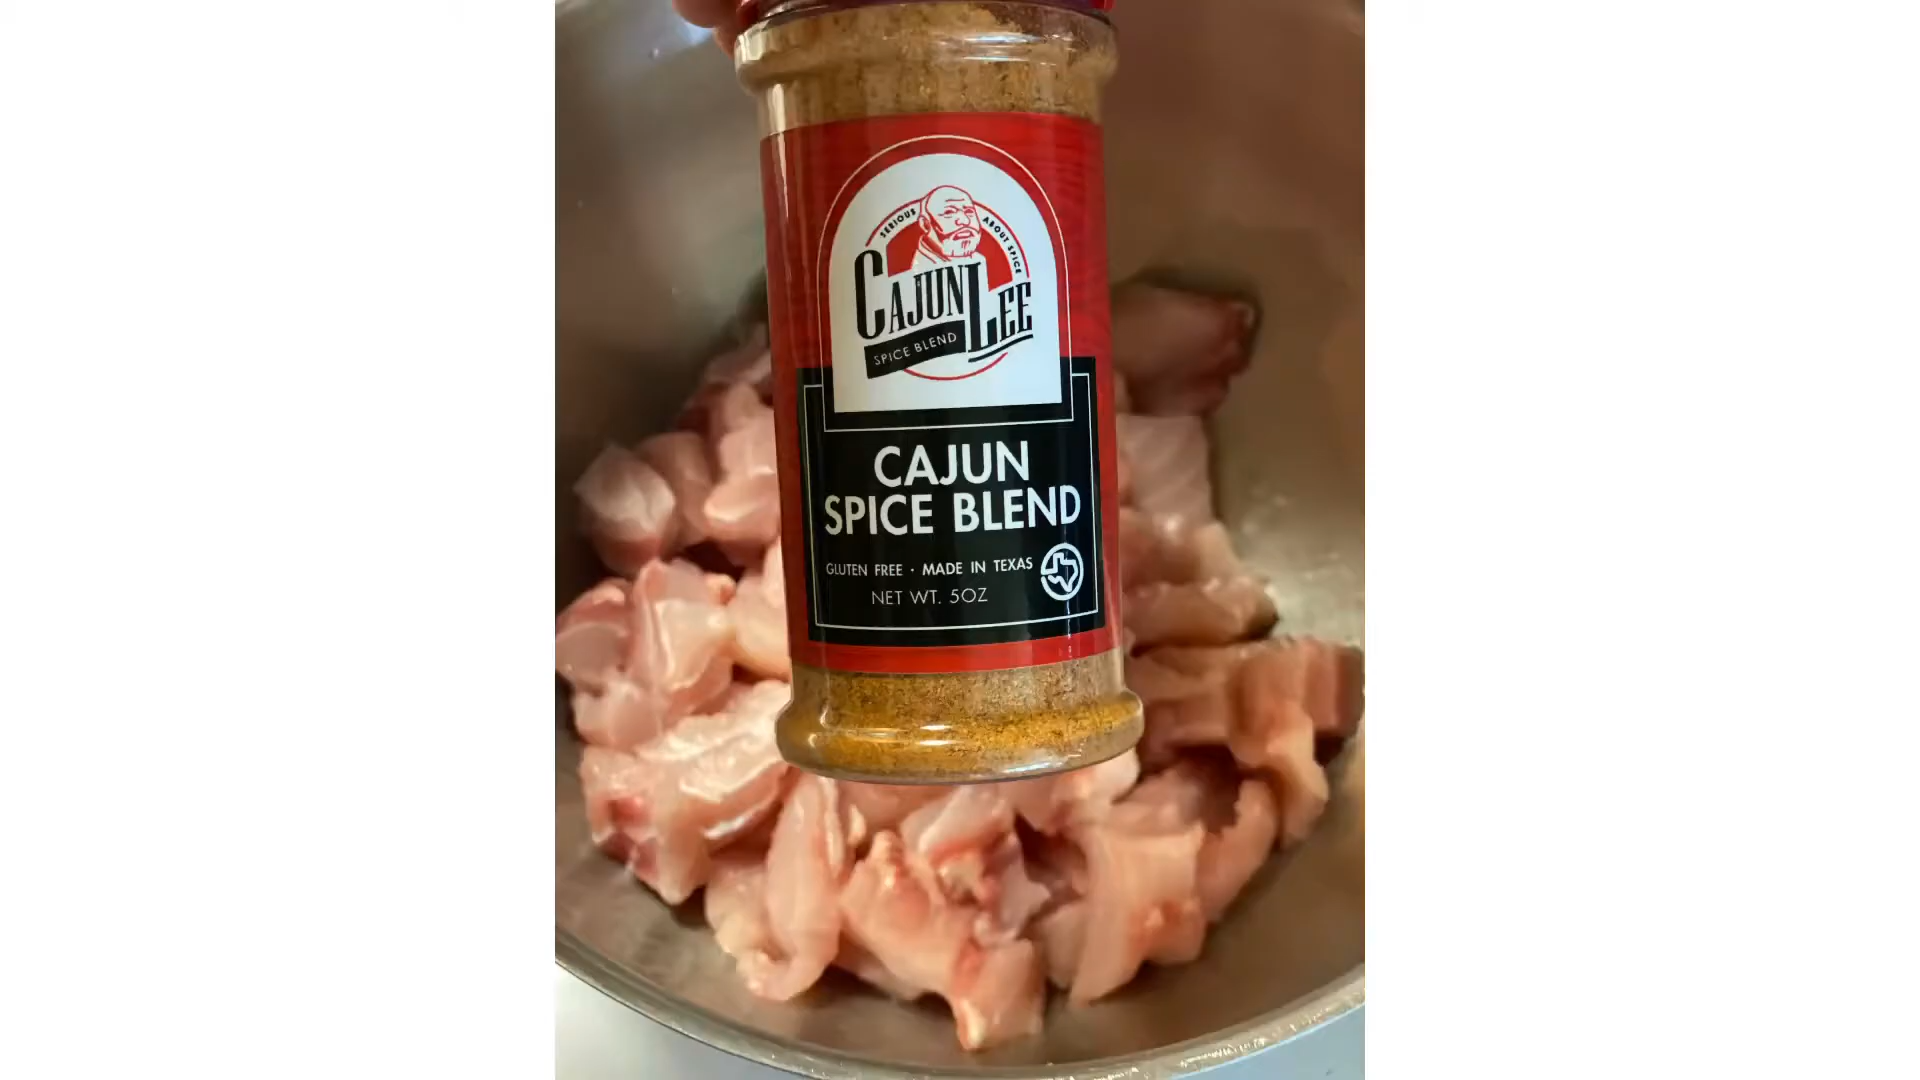 SERIOUS ABOUT SPICE
CAJUN LEE
SPICE BLEND
CAJUN
SPICE BLEND
GLUTEN FREE · MADE IN TEXAS
NET WT. 5OZ